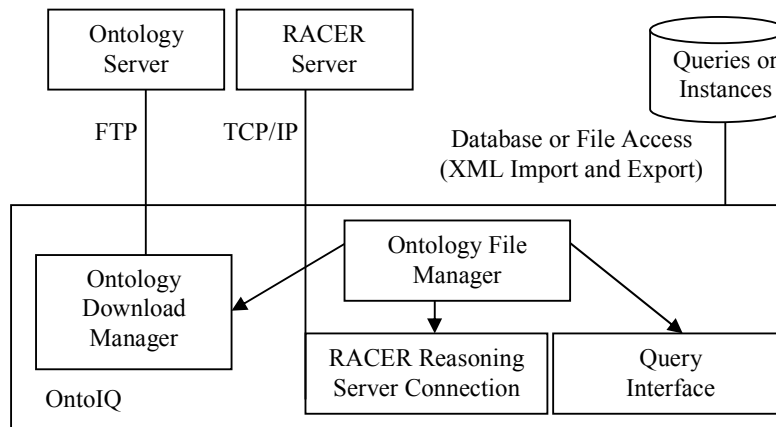 Ontology
Server
RACER
Server
Queries or
Instances
FTP
TCP/IP
Database or File Access
(XML Import and Export)
Ontology File
Manager
Ontology
Download
Manager
RACER Reasoning
Server Connection
Query
Interface
OntoIQ